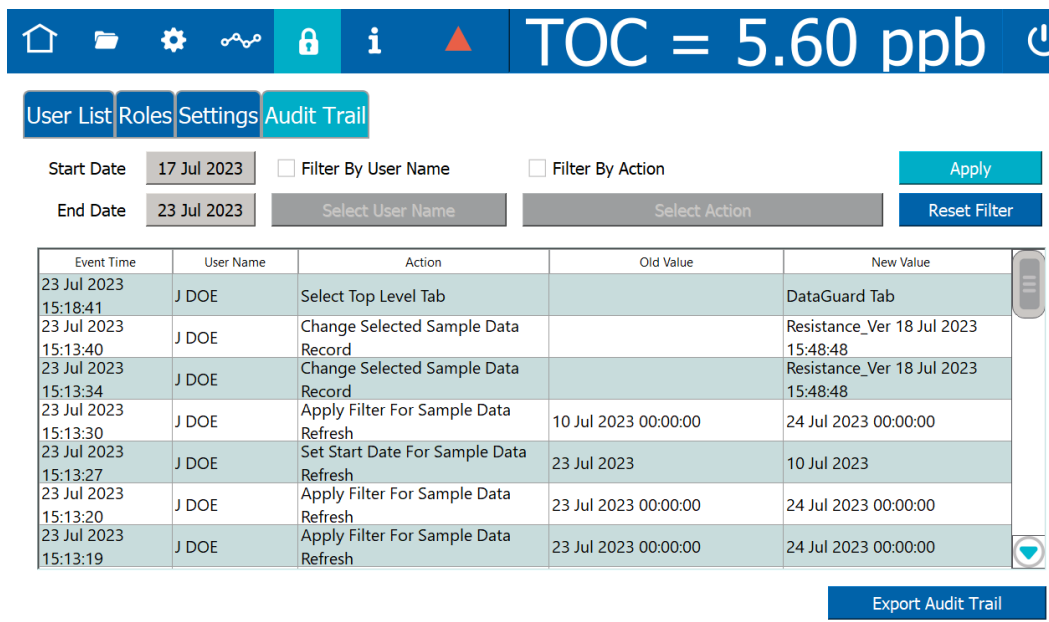 TOC = 5.60 ppb
User List Roles Settings Audit Trail
Start Date 17 Jul 2023 Filter By User Name Filter By Action Apply
End Date 23 Jul 2023 Select User Name Select Action Reset Filter
Event Time User Name Action Old Value New Value
23 Jul 2023
15:18:41
J DOE
Select Top Level Tab
DataGuard Tab
23 Jul 2023
15:13:40
J DOE
Change Selected Sample Data
Record
Resistance_Ver 18 Jul 2023
15:48:48
23 Jul 2023
15:13:34
J DOE
Change Selected Sample Data
Record
Resistance_Ver 18 Jul 2023
15:48:48
23 Jul 2023
15:13:30
J DOE
Apply Filter For Sample Data
Refresh
10 Jul 2023 00:00:00
24 Jul 2023 00:00:00
23 Jul 2023
15:13:27
J DOE
Set Start Date For Sample Data
Refresh
23 Jul 2023
10 Jul 2023
23 Jul 2023
15:13:20
J DOE
Apply Filter For Sample Data
Refresh
23 Jul 2023 00:00:00
24 Jul 2023 00:00:00
23 Jul 2023
15:13:19
J DOE
Apply Filter For Sample Data
Refresh
23 Jul 2023 00:00:00
24 Jul 2023 00:00:00
Export Audit Trail